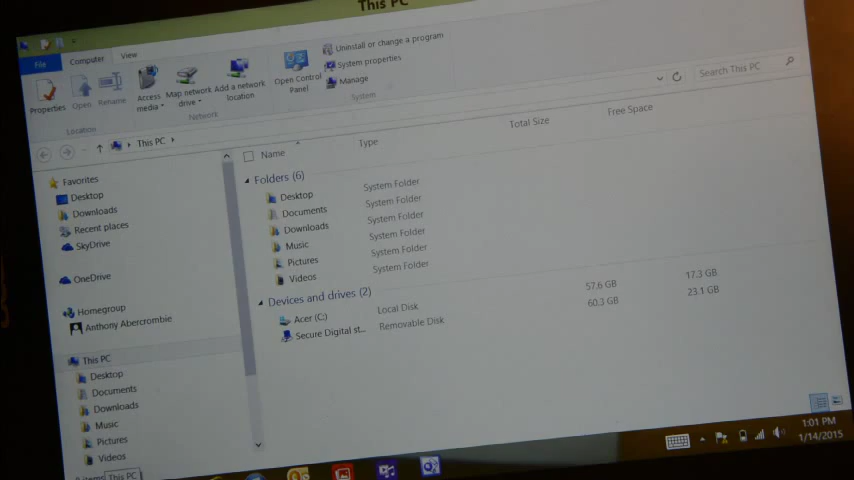 This PC
File Computer View
Properties Open Rename Access media Map network drive Add a network location Open Control Panel Uninstall or change a program
System properties
Manage
Location Network System
This PC
Search This PC
Name Type Total Size Free Space
Favorites
Desktop
Downloads
Recent places
SkyDrive
OneDrive
Homegroup
Anthony Abercrombie
This PC
Desktop
Documents
Downloads
Music
Pictures
Videos
Folders (6)
Desktop System Folder
Documents System Folder
Downloads System Folder
Music System Folder
Pictures System Folder
Videos System Folder
Devices and drives (2)
Acer (C:) Local Disk 57.6 GB 17.3 GB
Secure Digital st... Removable Disk 60.3 GB 23.1 GB
items This PC
1:01 PM
1/14/2015